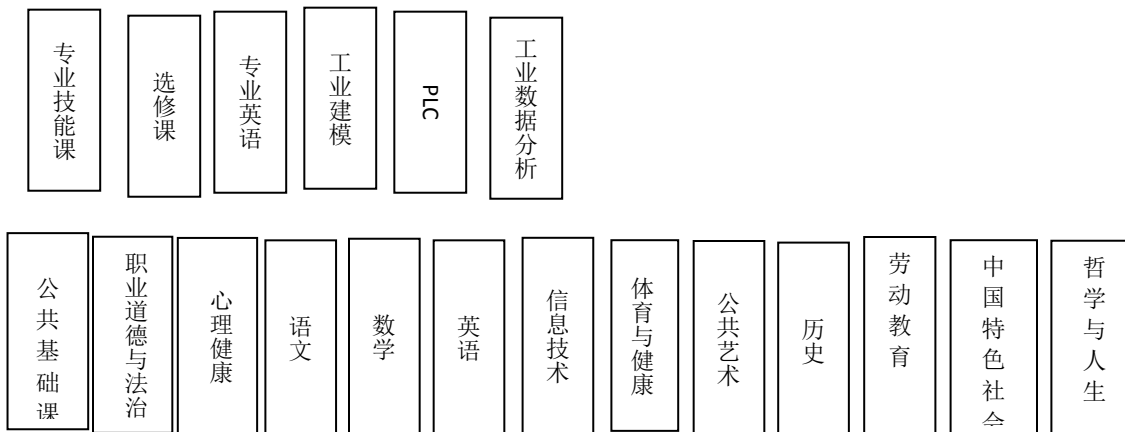 专业技能课
选修课
专业英语
工业建模
PLC
工业数据分析
公共基础课
职业道德与法治
心理健康
语文
数学
英语
信息技术
体育与健康
公共艺术
历史
劳动教育
中国特色社会
哲学与人生